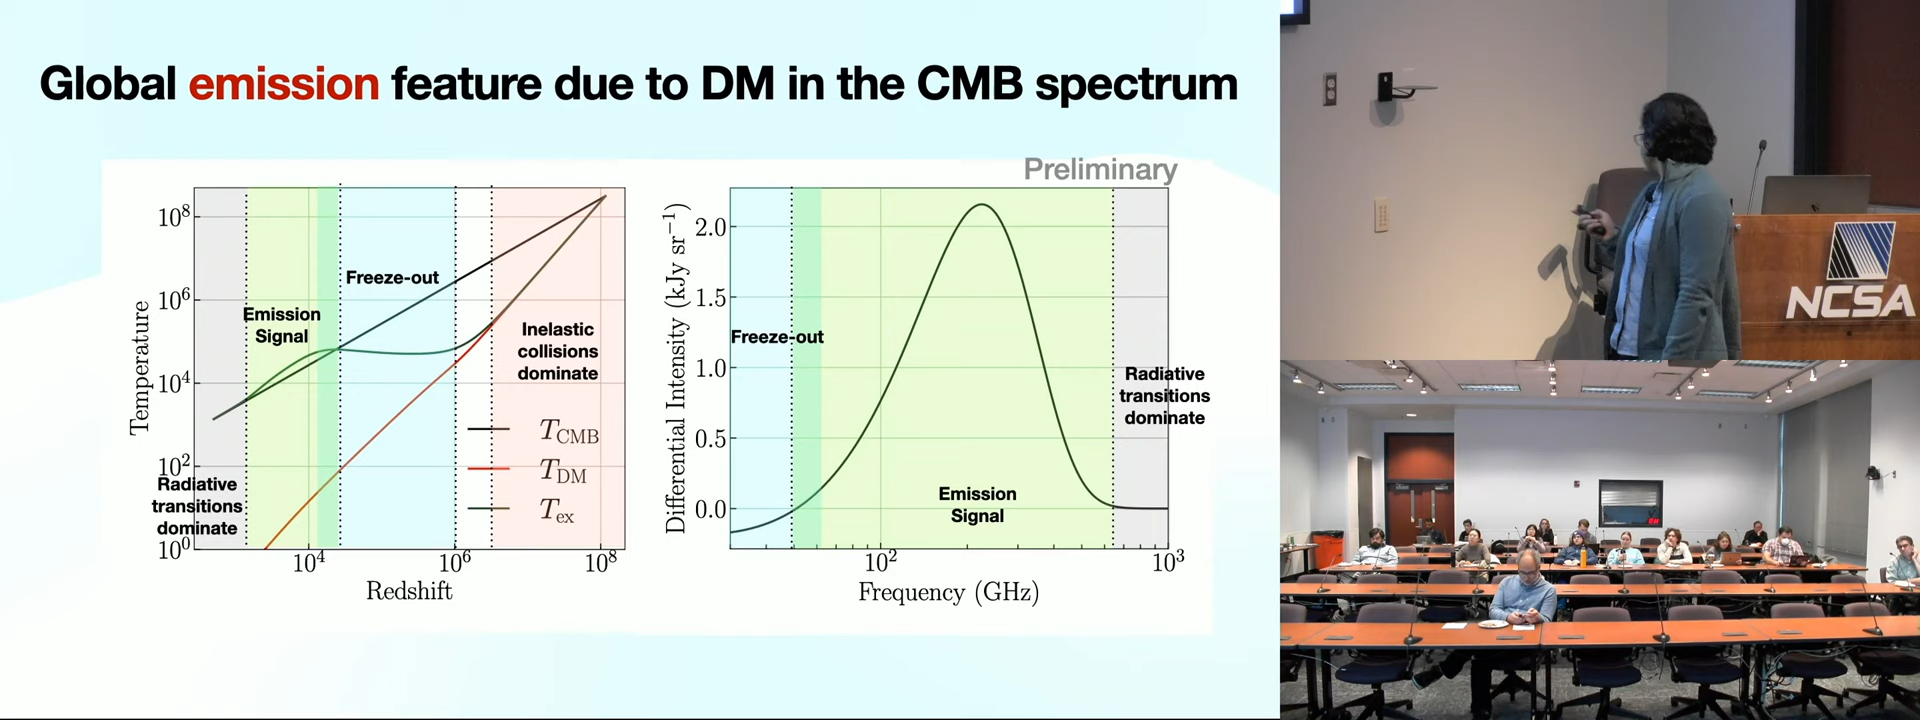 Global emission feature due to DM in the CMB spectrum
Preliminary
10⁸
10⁶
10⁴
10²
10⁰
Temperature
10⁴
10⁶
10⁸
Redshift
Freeze-out
Emission
Signal
Inelastic
collisions
dominate
Radiative
transitions
dominate
T_CMB
T_DM
T_ex
Differential Intensity (kJy sr⁻¹)
2.0
1.5
1.0
0.5
0.0
10²
10³
Frequency (GHz)
Freeze-out
Emission
Signal
Radiative
transitions
dominate
NCSA